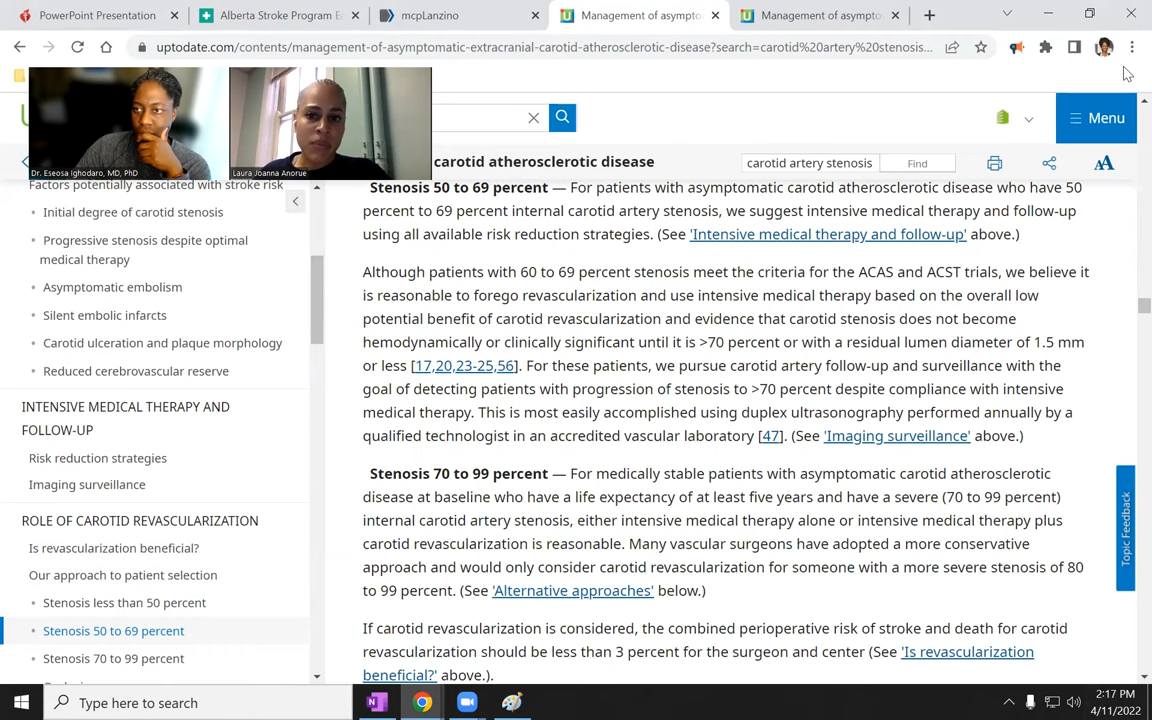 PowerPoint Presentation
Alberta Stroke Program E
mcpLanzino
Management of asympto
Management of asympto
uptodate.com/contents/management-of-asymptomatic-extracranial-carotid-atherosclerotic-disease?search=carotid%20artery%20stenosis...
Menu
Dr. Eseosa Ighodaro, MD, PhD
Laura Joanna Anorue
carotid atherosclerotic disease
carotid artery stenosis
Find
Factors potentially associated with stroke risk
Initial degree of carotid stenosis
Progressive stenosis despite optimal
medical therapy
Asymptomatic embolism
Silent embolic infarcts
Carotid ulceration and plaque morphology
Reduced cerebrovascular reserve
INTENSIVE MEDICAL THERAPY AND
FOLLOW-UP
Risk reduction strategies
Imaging surveillance
ROLE OF CAROTID REVASCULARIZATION
Is revascularization beneficial?
Our approach to patient selection
Stenosis less than 50 percent
Stenosis 50 to 69 percent
Stenosis 70 to 99 percent
Stenosis 50 to 69 percent — For patients with asymptomatic carotid atherosclerotic disease who have 50
percent to 69 percent internal carotid artery stenosis, we suggest intensive medical therapy and follow-up
using all available risk reduction strategies. (See 'Intensive medical therapy and follow-up' above.)
Although patients with 60 to 69 percent stenosis meet the criteria for the ACAS and ACST trials, we believe it
is reasonable to forego revascularization and use intensive medical therapy based on the overall low
potential benefit of carotid revascularization and evidence that carotid stenosis does not become
hemodynamically or clinically significant until it is >70 percent or with a residual lumen diameter of 1.5 mm
or less [17,20,23-25,56]. For these patients, we pursue carotid artery follow-up and surveillance with the
goal of detecting patients with progression of stenosis to >70 percent despite compliance with intensive
medical therapy. This is most easily accomplished using duplex ultrasonography performed annually by a
qualified technologist in an accredited vascular laboratory [47]. (See 'Imaging surveillance' above.)
Stenosis 70 to 99 percent — For medically stable patients with asymptomatic carotid atherosclerotic
disease at baseline who have a life expectancy of at least five years and have a severe (70 to 99 percent)
internal carotid artery stenosis, either intensive medical therapy alone or intensive medical therapy plus
carotid revascularization is reasonable. Many vascular surgeons have adopted a more conservative
approach and would only consider carotid revascularization for someone with a more severe stenosis of 80
to 99 percent. (See 'Alternative approaches' below.)
If carotid revascularization is considered, the combined perioperative risk of stroke and death for carotid
revascularization should be less than 3 percent for the surgeon and center (See 'Is revascularization
beneficial?' above.).
Topic Feedback
Type here to search
2:17 PM
4/11/2022